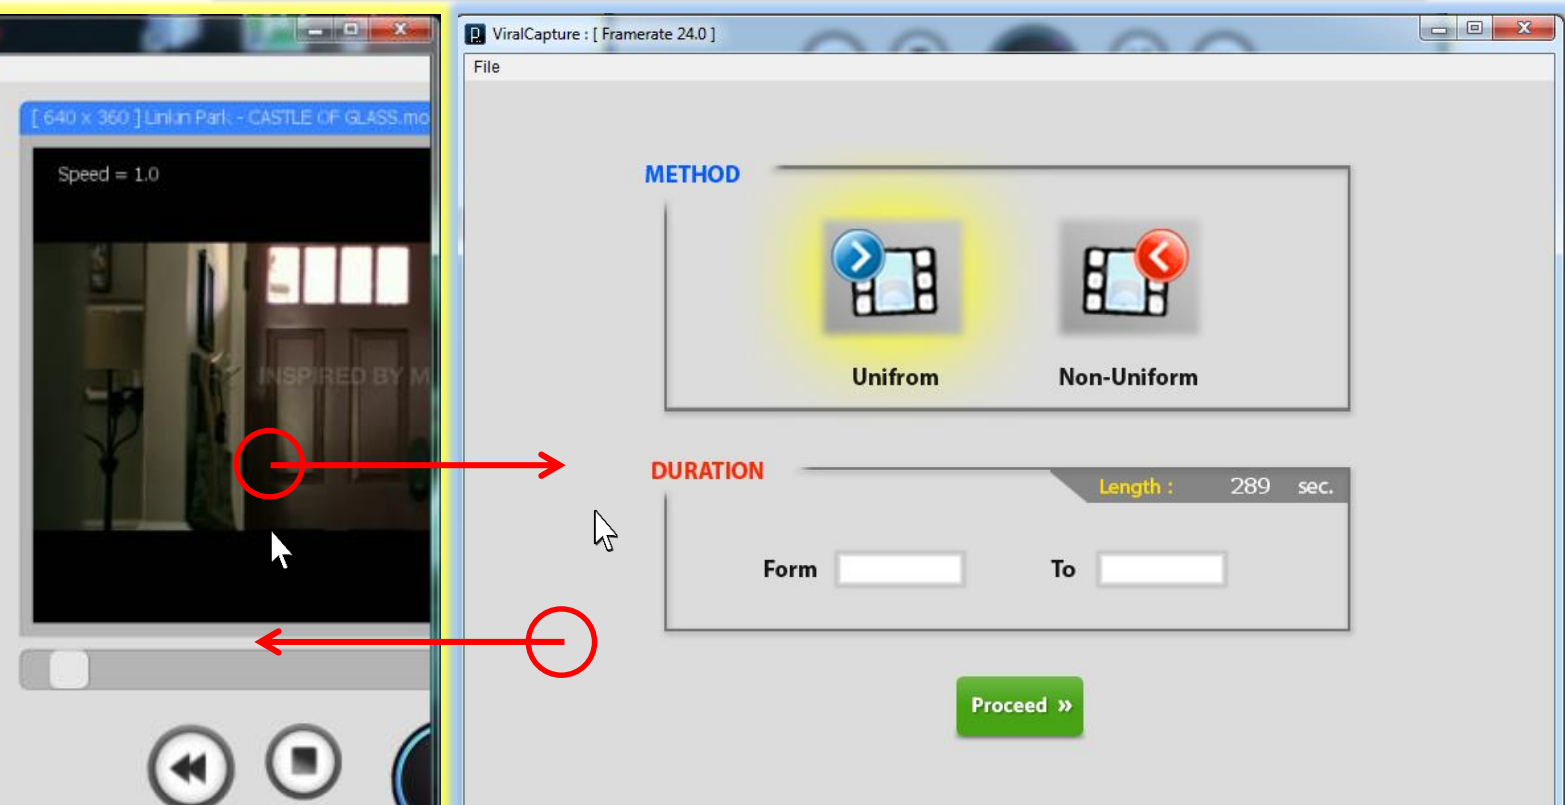 ViralCapture : [ Framerate 24.0 ]
File
[ 640 x 360 ] Linkin Park - CASTLE OF GLASS.mo
Speed = 1.0
INSPIRED BY M
METHOD
Unifrom
Non-Uniform
DURATION
Length : 289 sec.
Form
To
Proceed »